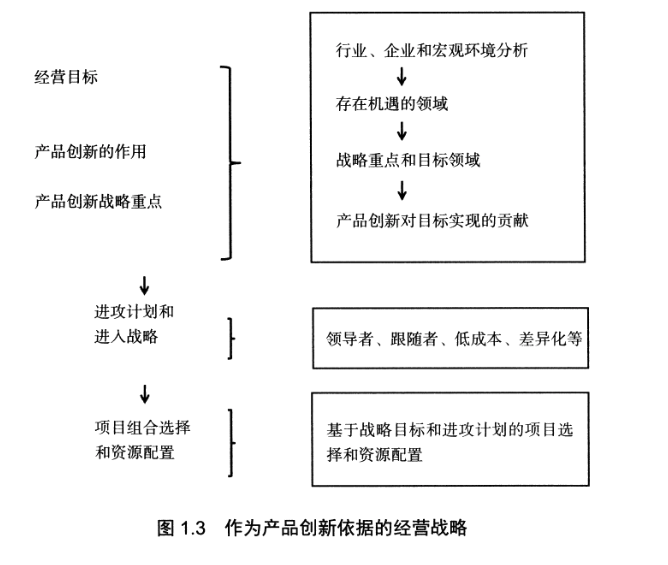 行业、企业和宏观环境分析
经营目标
存在机遇的领域
产品创新的作用
战略重点和目标领域
产品创新战略重点
产品创新对目标实现的贡献
进攻计划和
进入战略
领导者、跟随者、低成本、差异化等
项目组合选择
和资源配置
基于战略目标和进攻计划的项目选
择和资源配置
图 1.3 作为产品创新依据的经营战略